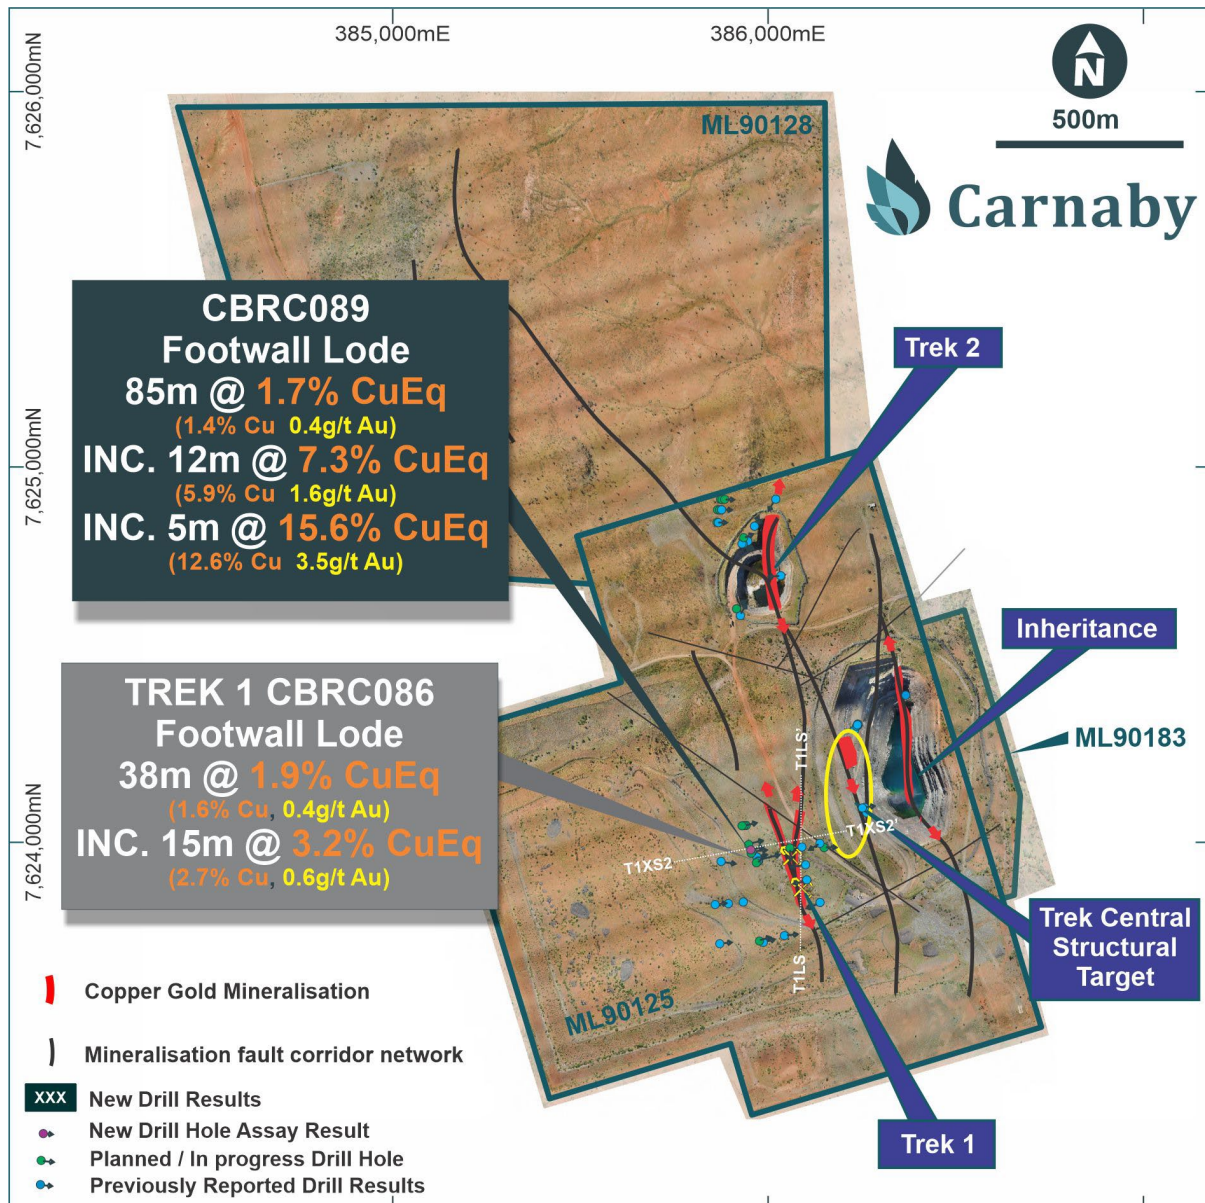 385,000mE
386,000mE
7,626,000mN
7,625,000mN
7,624,000mN
N
500m
Carnaby
ML90128
CBRC089
Footwall Lode
85m @ 1.7% CuEq
(1.4% Cu 0.4g/t Au)
INC. 12m @ 7.3% CuEq
(5.9% Cu 1.6g/t Au)
INC. 5m @ 15.6% CuEq
(12.6% Cu 3.5g/t Au)
Trek 2
Inheritance
ML90183
TREK 1 CBRC086
Footwall Lode
38m @ 1.9% CuEq
(1.6% Cu, 0.4g/t Au)
INC. 15m @ 3.2% CuEq
(2.7% Cu, 0.6g/t Au)
T1LS'
T1XS2'
T1XS2
T1LS
Trek Central
Structural
Target
ML90125
Trek 1
Copper Gold Mineralisation
Mineralisation fault corridor network
XXX New Drill Results
New Drill Hole Assay Result
Planned / In progress Drill Hole
Previously Reported Drill Results